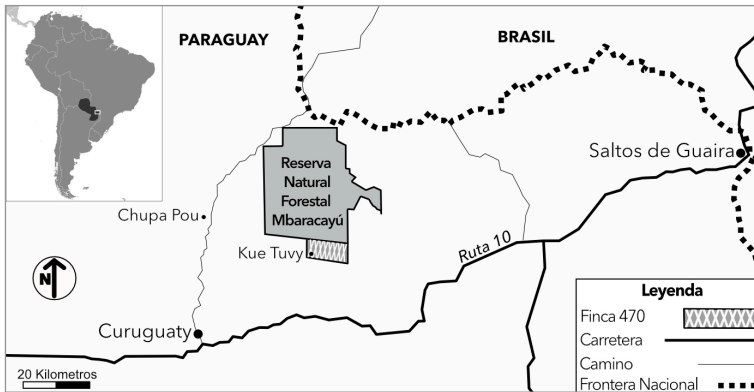 PARAGUAY
BRASIL
Saltos de Guaira
Reserva
Natural
Forestal
Mbaracayú
Chupa Pou
Kue Tuvy
Ruta 10
N
Curuguaty
20 Kilometros
Leyenda
Finca 470
Carretera
Camino
Frontera Nacional